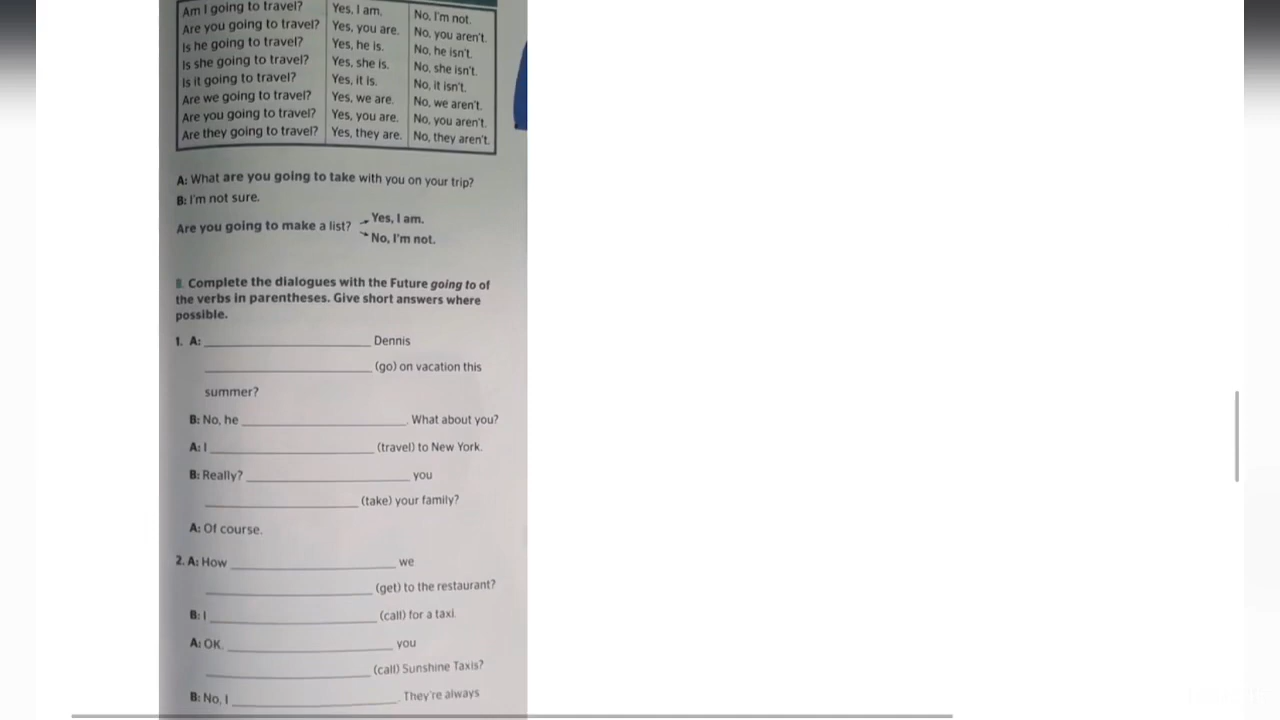 Am I going to travel? Yes, I am. No, I'm not.
Are you going to travel? Yes, you are. No, you aren't.
Is he going to travel? Yes, he is. No, he isn't.
Is she going to travel? Yes, she is. No, she isn't.
Is it going to travel? Yes, it is. No, it isn't.
Are we going to travel? Yes, we are. No, we aren't.
Are you going to travel? Yes, you are. No, you aren't.
Are they going to travel? Yes, they are. No, they aren't.
A: What are you going to take with you on your trip?
B: I'm not sure.
Are you going to make a list? Yes, I am.
No, I'm not.
Complete the dialogues with the Future going to of
the verbs in parentheses. Give short answers where
possible.
1. A: ____________ Dennis
____________ (go) on vacation this
summer?
B: No, he ____________. What about you?
A: I ____________ (travel) to New York.
B: Really? ____________ you
____________ (take) your family?
A: Of course.
2. A: How ____________ we
____________ (get) to the restaurant?
B: I ____________ (call) for a taxi.
A: OK. ____________ you
____________ (call) Sunshine Taxis?
B: No, I ____________. They're always